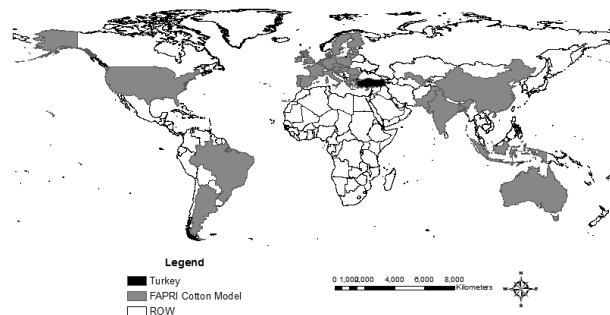 Legend
Turkey
FAPRI Cotton Model
ROW
0 1,000 2,000 4,000 6,000 8,000
Kilometers
N
W E
S